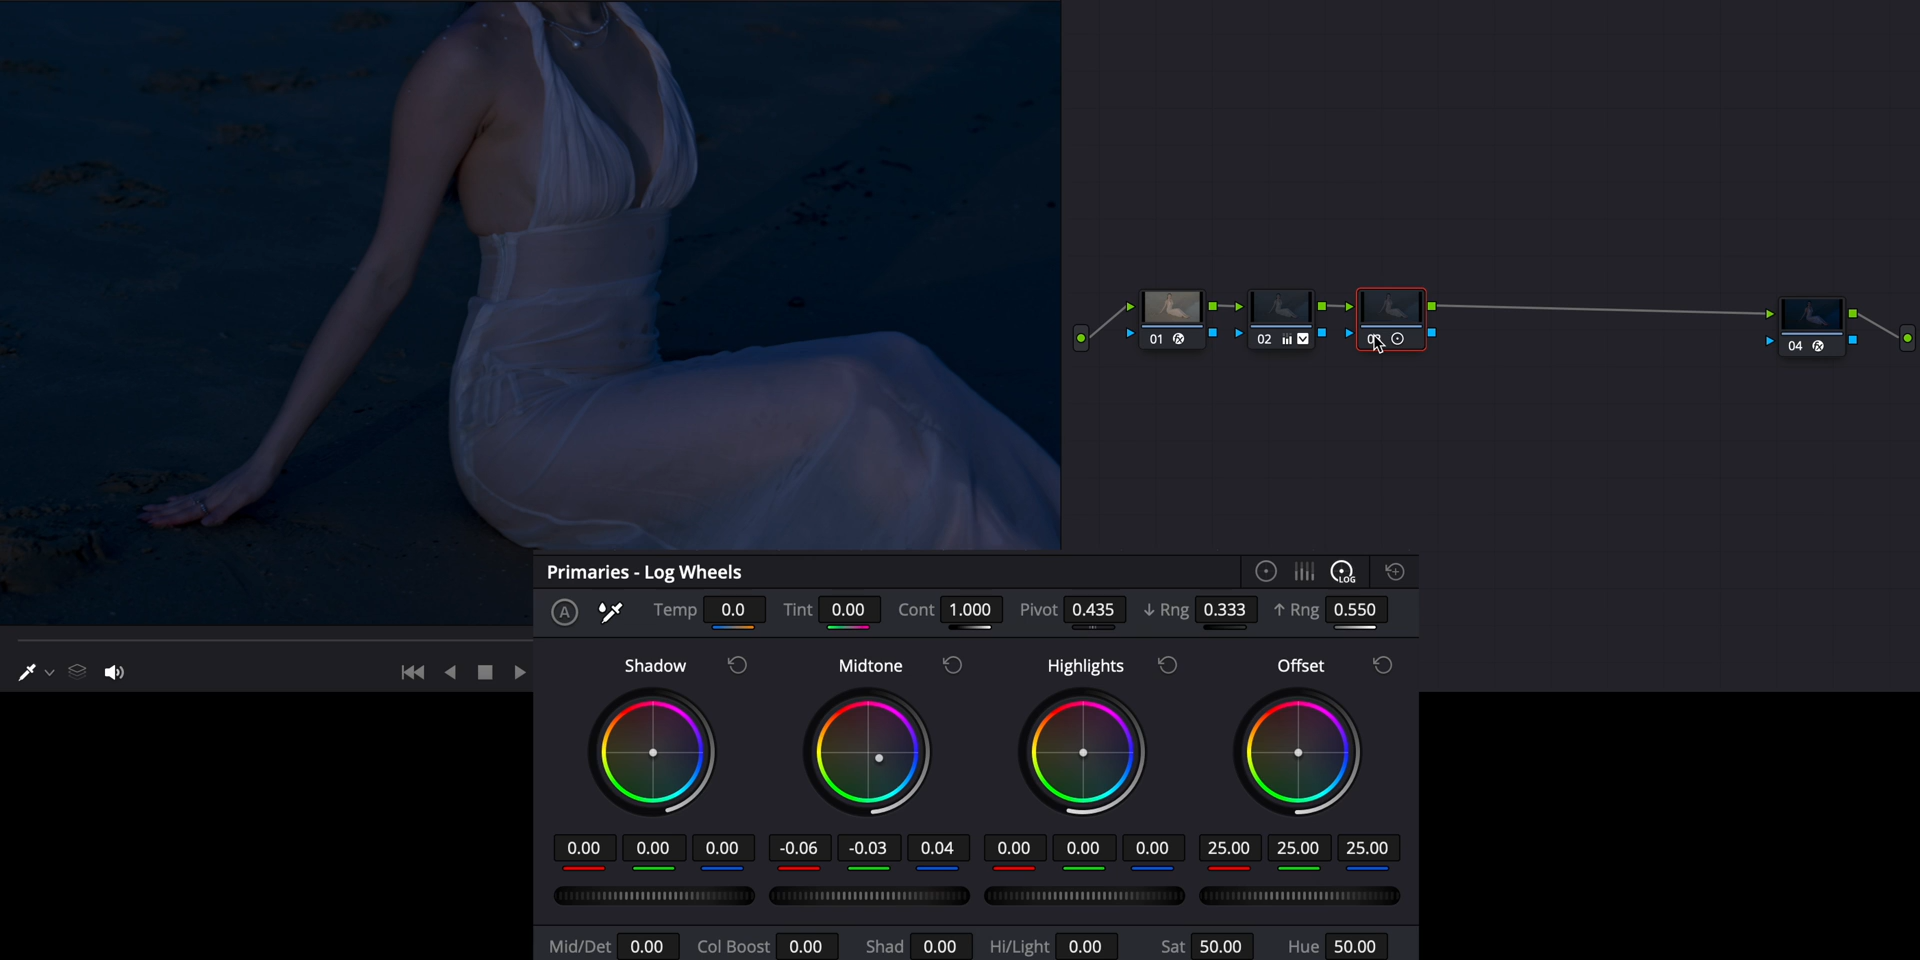 01
02
04
Primaries - Log Wheels
LOG
A
Temp 0.0 Tint 0.00 Cont 1.000 Pivot 0.435 ↓ Rng 0.333 ↑ Rng 0.550
Shadow Midtone Highlights Offset
0.00 0.00 0.00 -0.06 -0.03 0.04 0.00 0.00 0.00 25.00 25.00 25.00
Mid/Det 0.00 Col Boost 0.00 Shad 0.00 Hi/Light 0.00 Sat 50.00 Hue 50.00